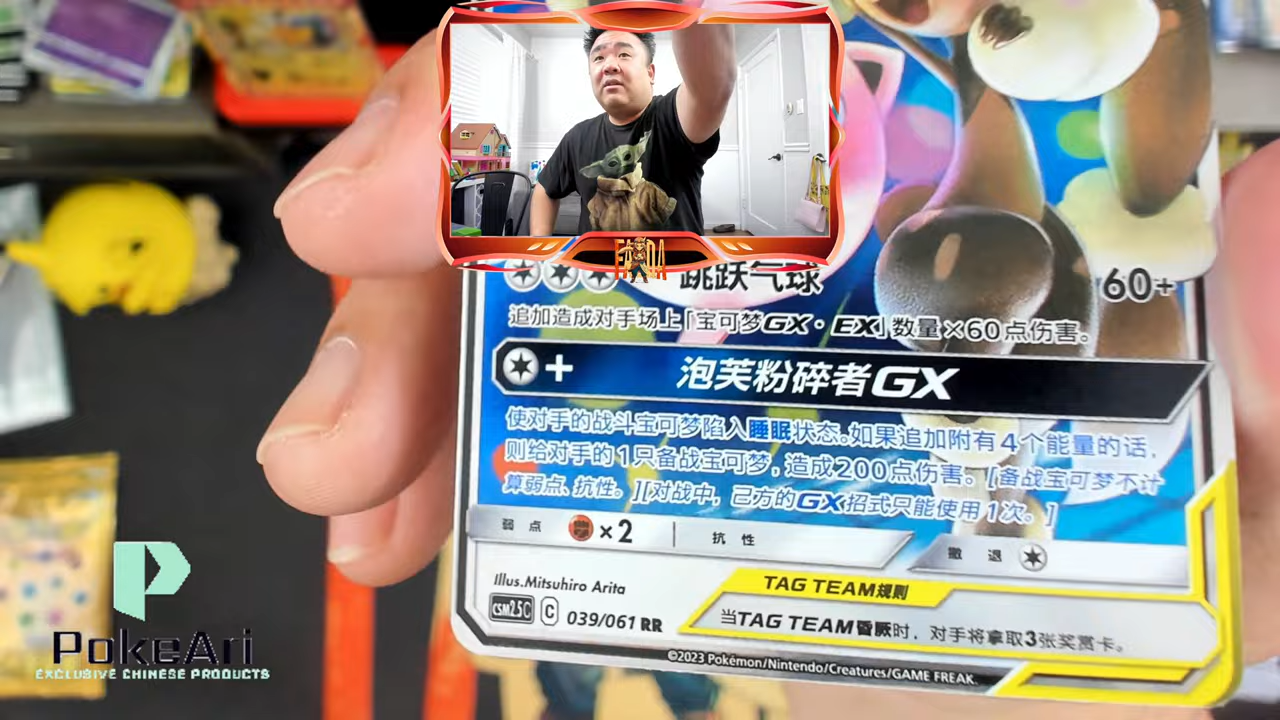 FANDA
跳跃气球
60+
追加造成对手场上「宝可梦GX・EX」数量×60点伤害。
+ 泡芙粉碎者GX
使对手的战斗宝可梦陷入睡眠状态。如果追加附有4个能量的话,
则给对手的1只备战宝可梦,造成200点伤害。[备战宝可梦不计
算弱点、抗性。][对战中,己方的GX招式只能使用1次。]
弱点 ×2 抗性 撤退
Illus.Mitsuhiro Arita
TAG TEAM规则
CSM2.5C C 039/061 RR
当TAG TEAM昏厥时,对手将拿取3张奖赏卡。
©2023 Pokémon/Nintendo/Creatures/GAME FREAK.
PokeAri
EXCLUSIVE CHINESE PRODUCTS